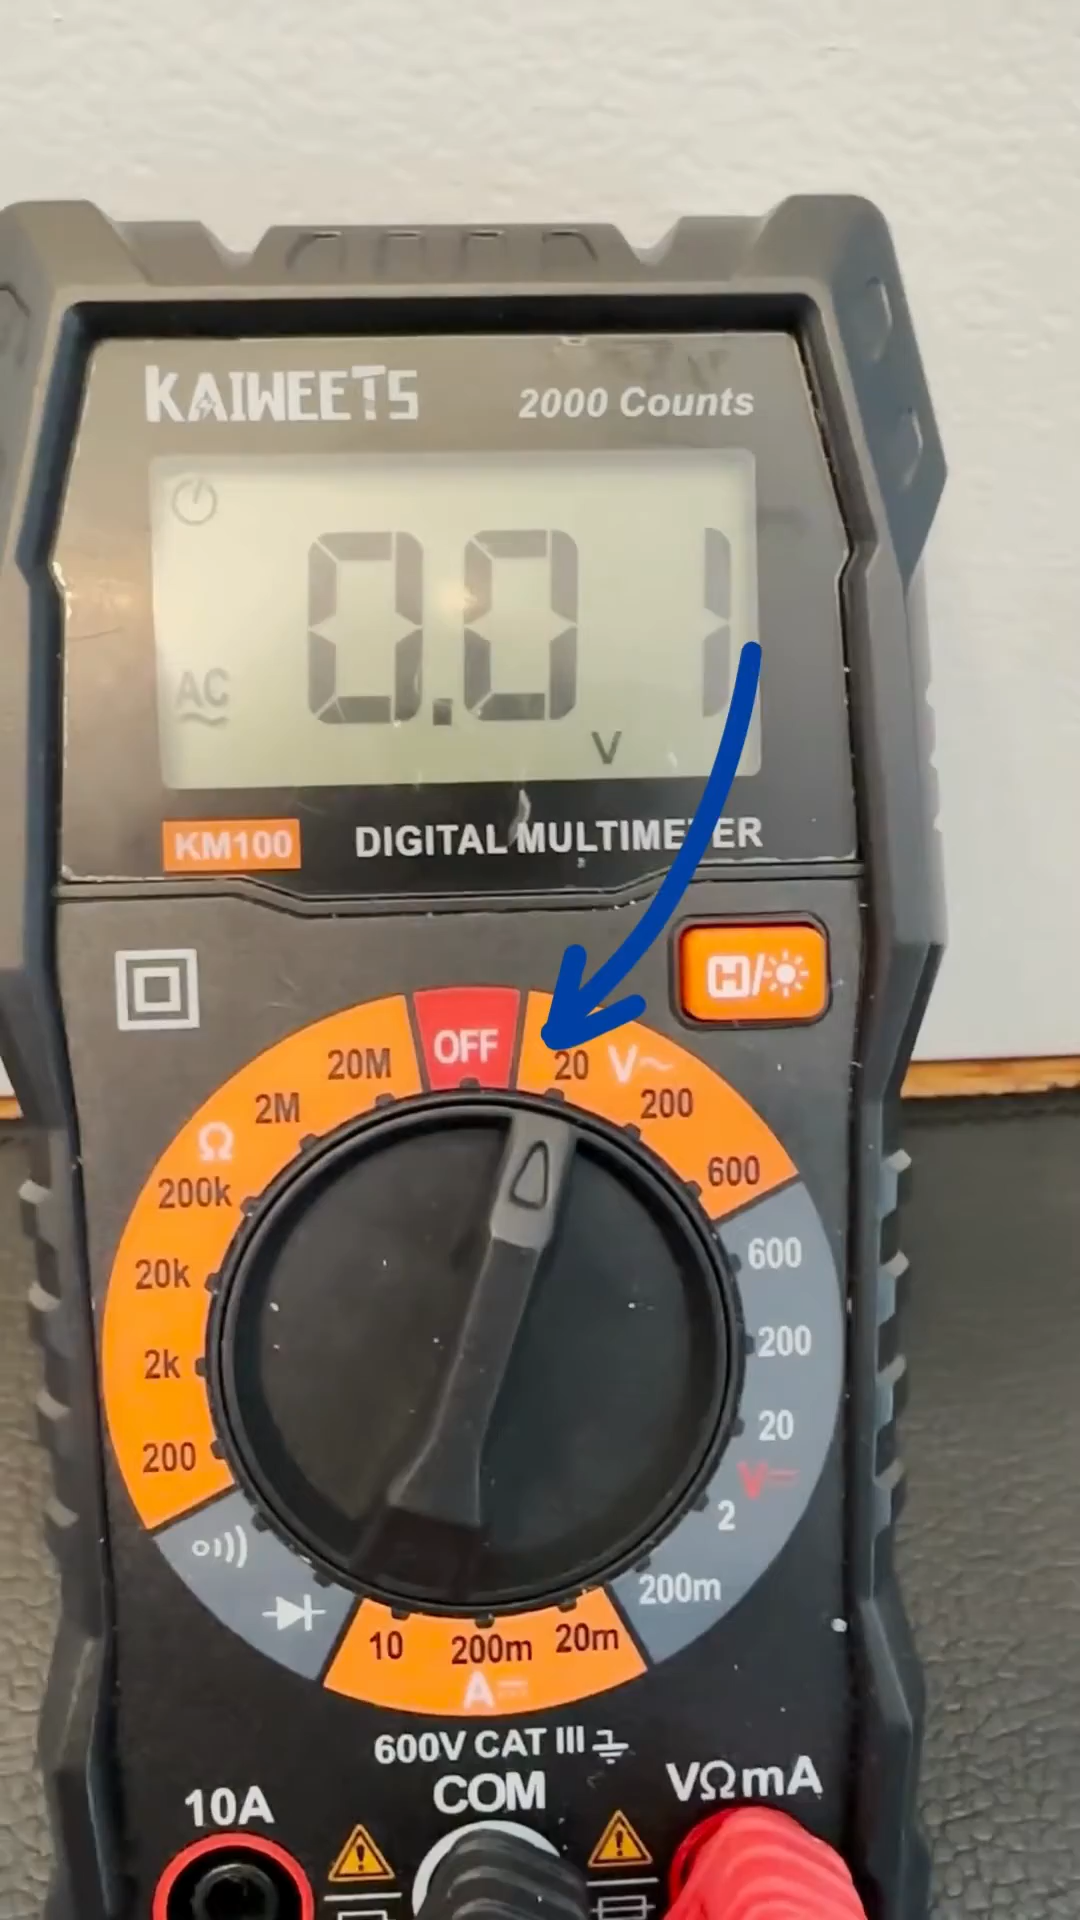 KAIWEETS
2000 Counts
0.01
AC
V
KM100
DIGITAL MULTIMETER
H/
OFF
20M
20
V~
2M
200
Ω
600
200k
600
20k
200
2k
20
200
V⎓
2
200m
10
200m
20m
A⎓
600V CAT III
10A
COM
VΩmA